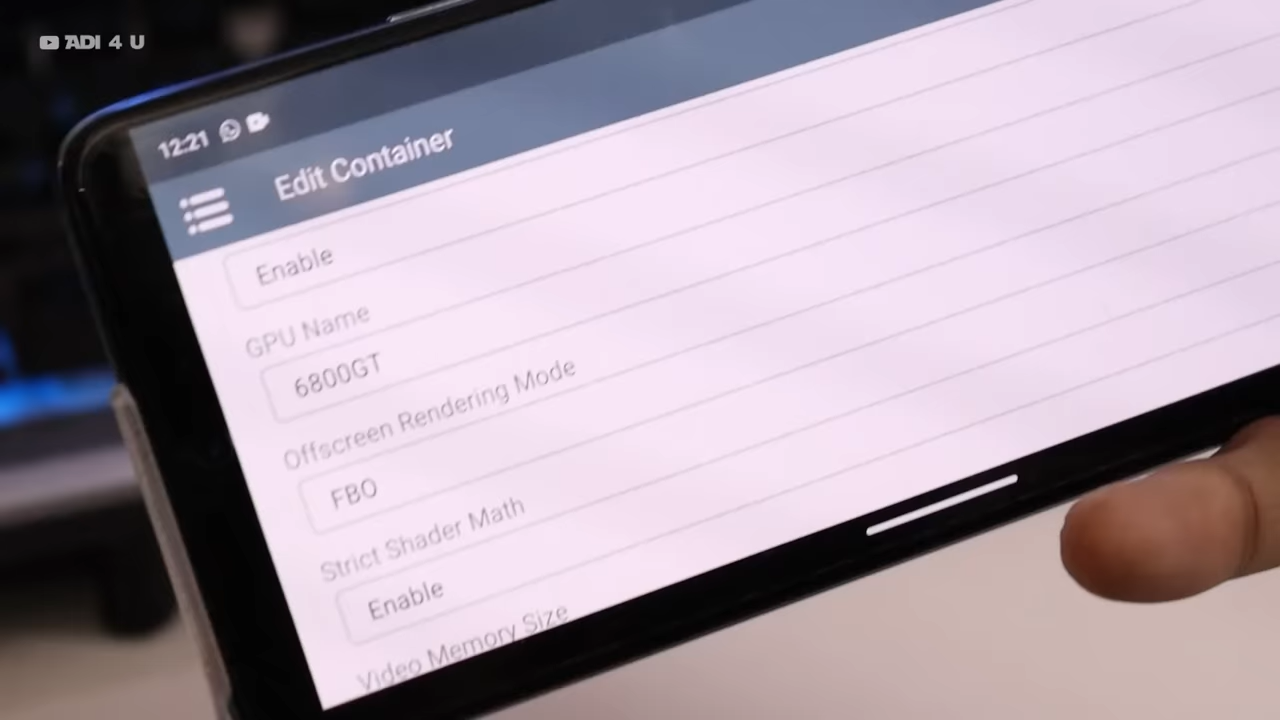 ADI 4 U
12:21
Edit Container
Enable
GPU Name
6800GT
Offscreen Rendering Mode
FBO
Strict Shader Math
Enable
Video Memory Size